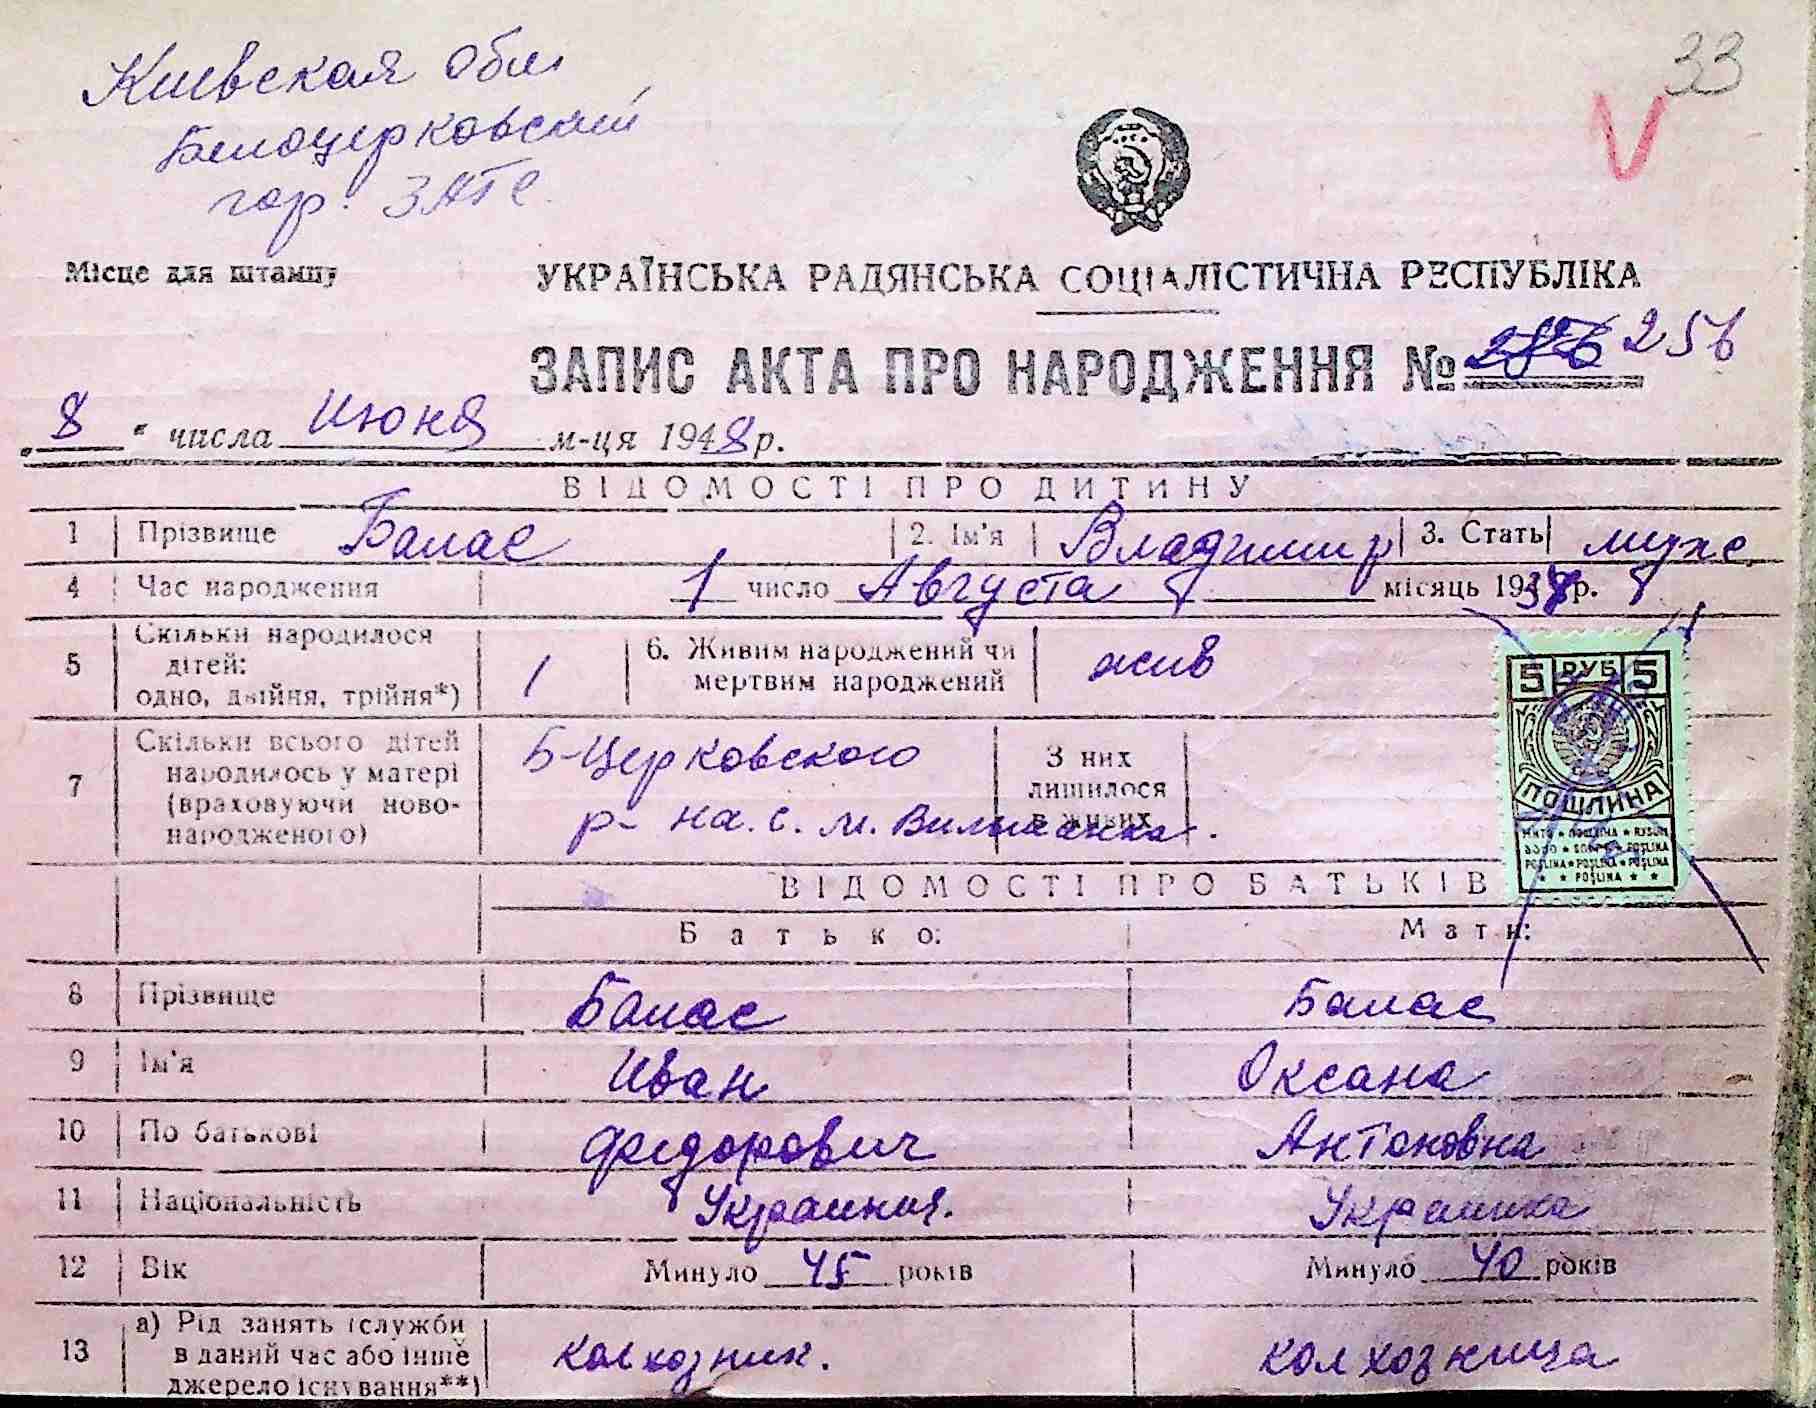 33
Киевская обл
Белоцерковский
гор. ЗАГС.
V
Місце для штампу
УКРАЇНСЬКА РАДЯНСЬКА СОЦІАЛІСТИЧНА РЕСПУБЛІКА
ЗАПИС АКТА ПРО НАРОДЖЕННЯ № 256
„8“ числа Июня м-ця 1948 р.
ВІДОМОСТІ ПРО ДИТИНУ
1 Прізвище Балас 2. Ім'я Владимир 3. Стать мужс
4 Час народження 1 число Августа місяць 1938 р.
5 Скільки народилося
дітей:
одно, двійня, трійня*) 1 6. Живим народжений чи
мертвим народжений жив
7 Скільки всього дітей
народилось у матері
(враховуючи ново-
народженого) Б-Церковского
р-на. с. м. Вильшанка.
З них
лишилося
в живих
5 РУБ 5
ПОШЛИНА
ВІДОМОСТІ ПРО БАТЬКІВ
Батько: Мати:
8 Прізвище Балас Балас
9 Ім'я Иван Оксана
10 По батькові Федорович Антоновна
11 Національність Украинец. Украинка
12 Вік Минуло 45 років Минуло 40 років
13 а) Рід занять (служби
в даний час або інше
джерело існування**) колхозник. колхозница